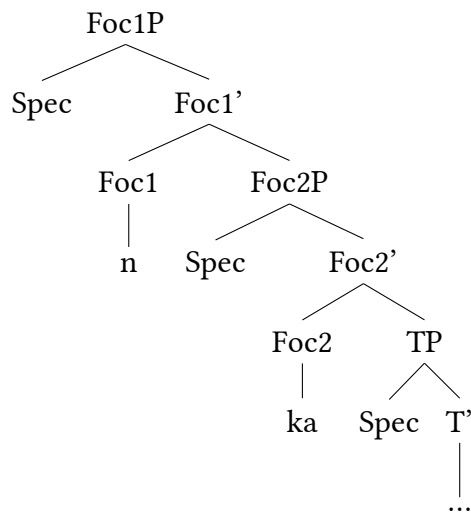 Foc1P
Spec Foc1’
Foc1 Foc2P
n Spec Foc2’
Foc2 TP
ka Spec T’
...